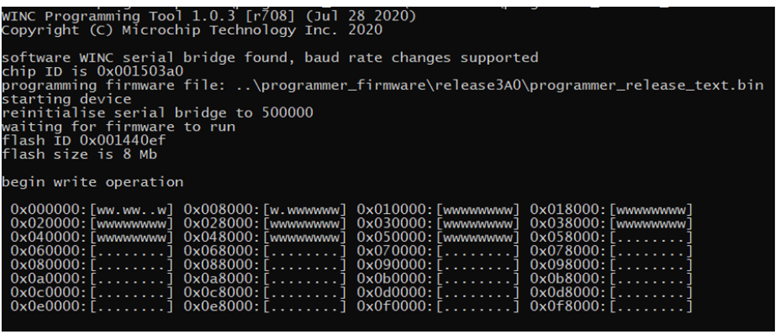 WINC Programming Tool 1.0.3 [r708] (Jul 28 2020)
Copyright (C) Microchip Technology Inc. 2020
software WINC serial bridge found, baud rate changes supported
chip ID is 0x001503a0
programming firmware file: ..\programmer_firmware\release3A0\programmer_release_text.bin
starting device
reinitialise serial bridge to 500000
waiting for firmware to run
flash ID 0x001440ef
flash size is 8 Mb
begin write operation
0x000000:[ww.ww..w] 0x008000:[w.wwwwww] 0x010000:[wwwwwwww] 0x018000:[wwwwwwww]
0x020000:[wwwwwwww] 0x028000:[wwwwwwww] 0x030000:[wwwwwwww] 0x038000:[wwwwwwww]
0x040000:[wwwwwwww] 0x048000:[wwwwwwww] 0x050000:[wwwwwwww] 0x058000:[........]
0x060000:[........] 0x068000:[........] 0x070000:[........] 0x078000:[........]
0x080000:[........] 0x088000:[........] 0x090000:[........] 0x098000:[........]
0x0a0000:[........] 0x0a8000:[........] 0x0b0000:[........] 0x0b8000:[........]
0x0c0000:[........] 0x0c8000:[........] 0x0d0000:[........] 0x0d8000:[........]
0x0e0000:[........] 0x0e8000:[........] 0x0f0000:[........] 0x0f8000:[........]